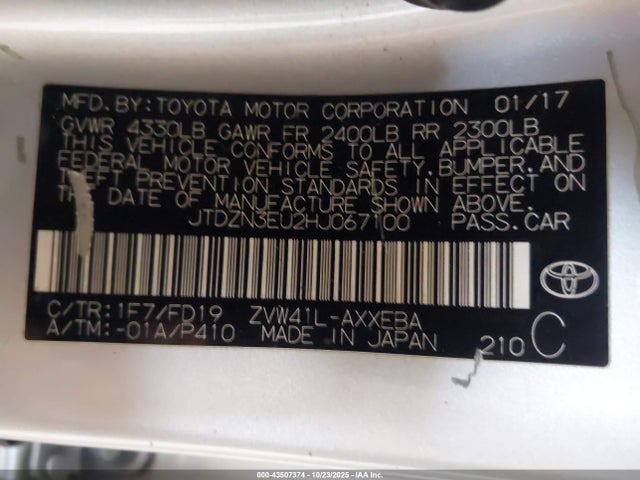 MFD.BY:TOYOTA MOTOR CORPORATION 01/17
GVWR 4330LB GAWR FR 2400LB RR 2300LB
THIS VEHICLE CONFORMS TO ALL APPLICABLE
FEDERAL MOTOR VEHICLE SAFETY,BUMPER,AND
THEFT PREVENTION STANDARDS IN EFFECT ON
THE DATE OF MANUFACTURE SHOWN ABOVE.
JTDZN3EU2HJ067100 PASS.CAR
C/TR:1F7/FD19 ZVW41L-AXXEBA
A/TM:-01A/P410 MADE IN JAPAN 210 C
000-43507374 • 10/23/2025 • IAA, Inc.